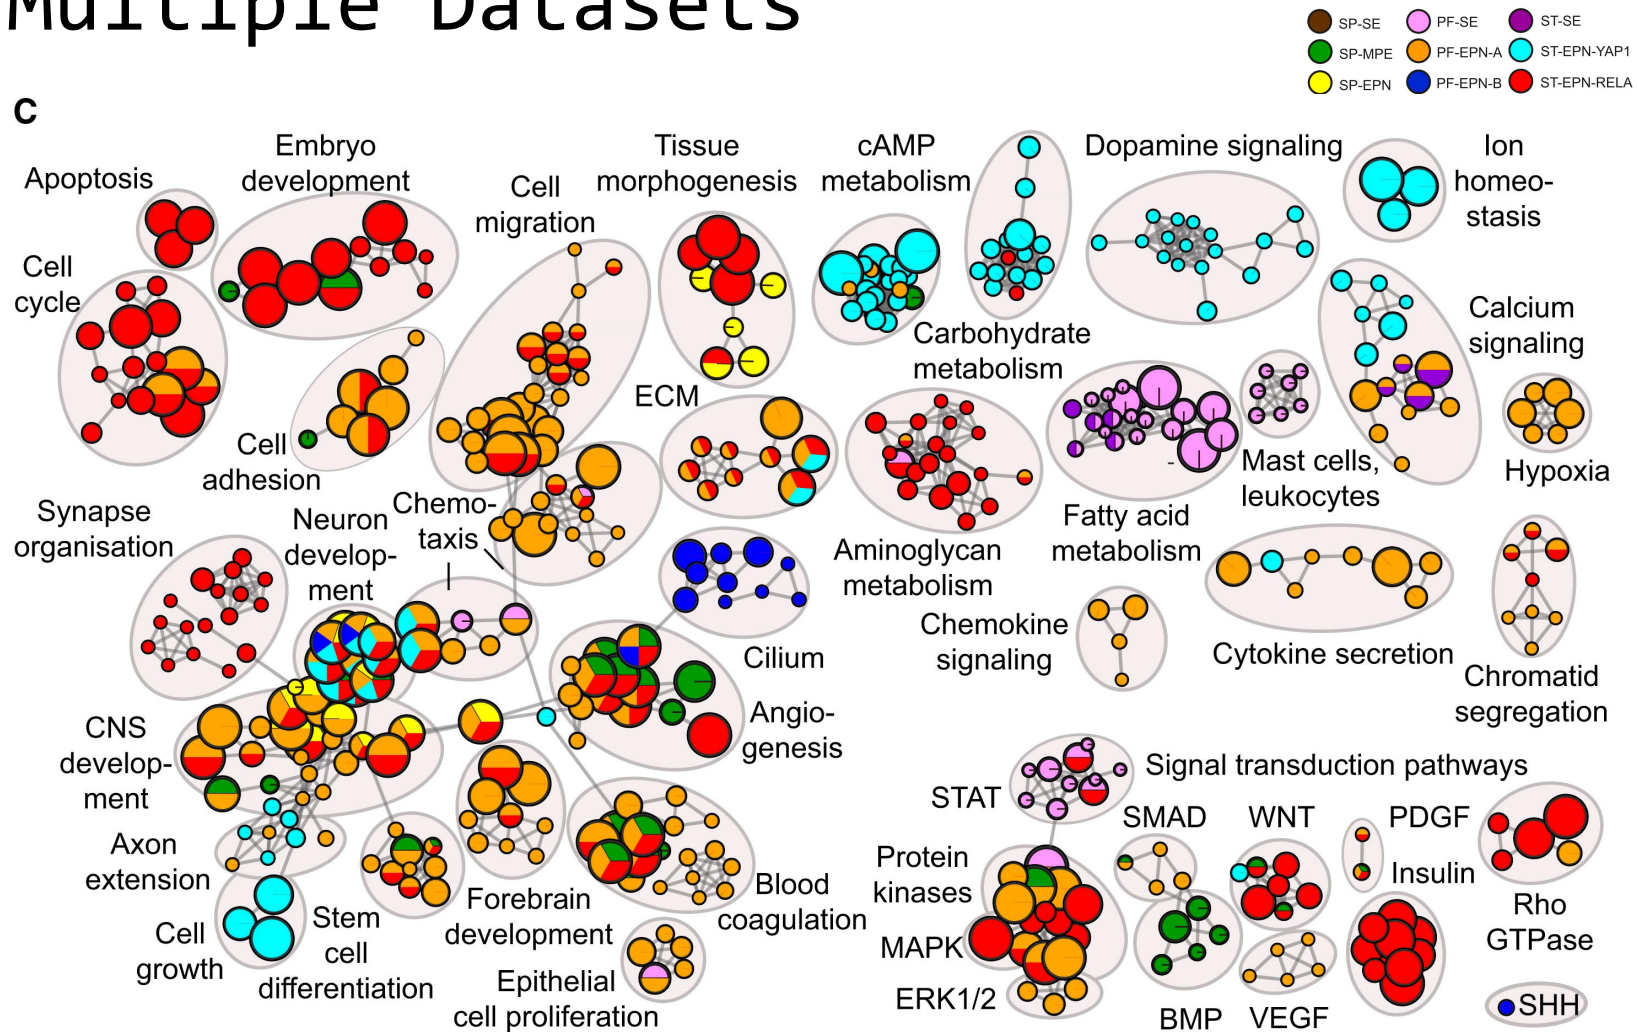 Multiple Datasets
SP-SE
PF-SE
ST-SE
SP-MPE
PF-EPN-A
ST-EPN-YAP1
SP-EPN
PF-EPN-B
ST-EPN-RELA
C
Apoptosis
Embryo
development
Cell
migration
Tissue
morphogenesis
cAMP
metabolism
Dopamine signaling
Ion
homeo-
stasis
Cell
cycle
Carbohydrate
metabolism
Calcium
signaling
Cell
adhesion
ECM
Mast cells,
leukocytes
Hypoxia
Synapse
organisation
Neuron
develop-
ment
Chemo-
taxis
Aminoglycan
metabolism
Fatty acid
metabolism
Cilium
Chemokine
signaling
Cytokine secretion
Chromatid
segregation
CNS
develop-
ment
Angio-
genesis
Axon
extension
Cell
growth
Stem
cell
differentiation
Forebrain
development
Epithelial
cell proliferation
Blood
coagulation
Signal transduction pathways
STAT
SMAD
WNT
PDGF
Insulin
Protein
kinases
MAPK
ERK1/2
BMP
VEGF
Rho
GTPase
SHH